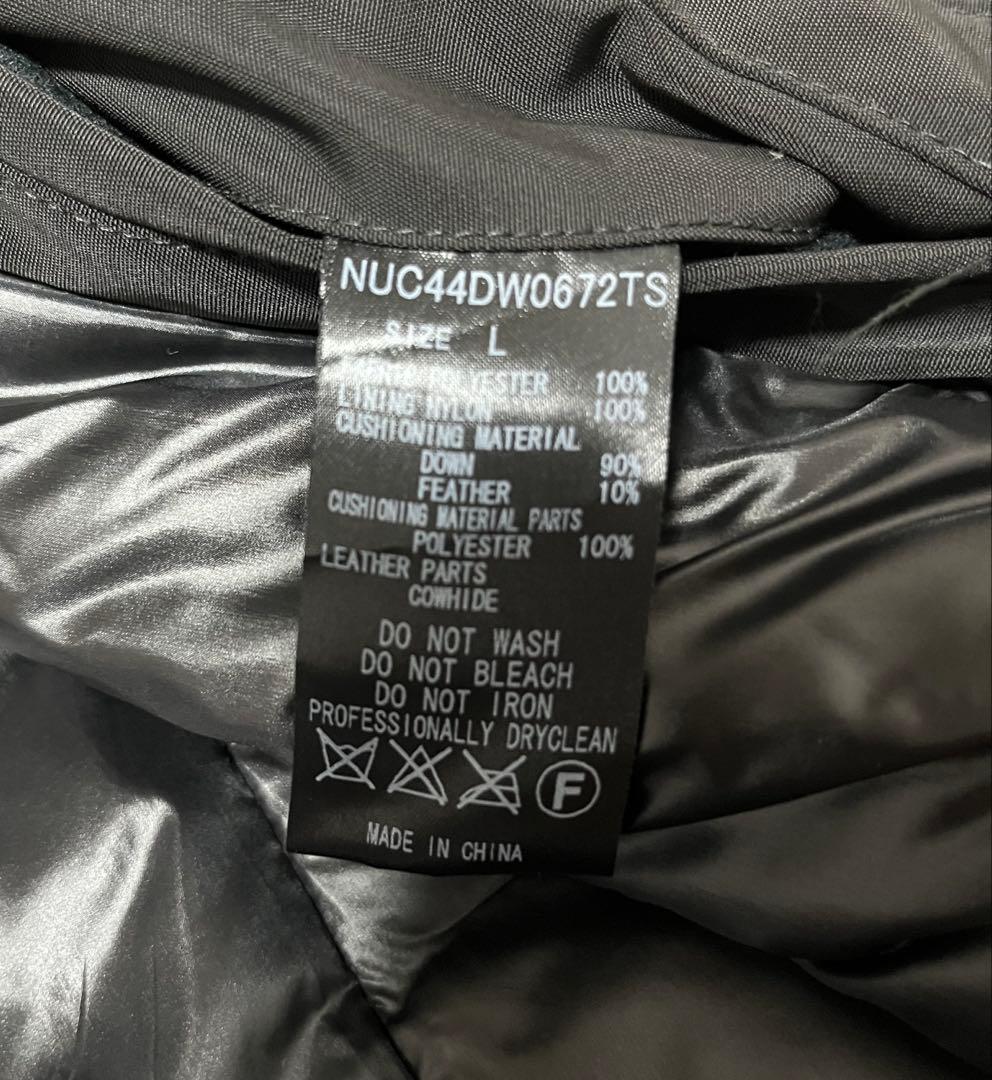 NUC44DW0672TS
SIZE L
POLYESTER 100%
LINING NYLON 100%
CUSHIONING MATERIAL
DOWN 90%
FEATHER 10%
CUSHIONING MATERIAL PARTS
POLYESTER 100%
LEATHER PARTS
COWHIDE
DO NOT WASH
DO NOT BLEACH
DO NOT IRON
PROFESSIONALLY DRYCLEAN
F
MADE IN CHINA